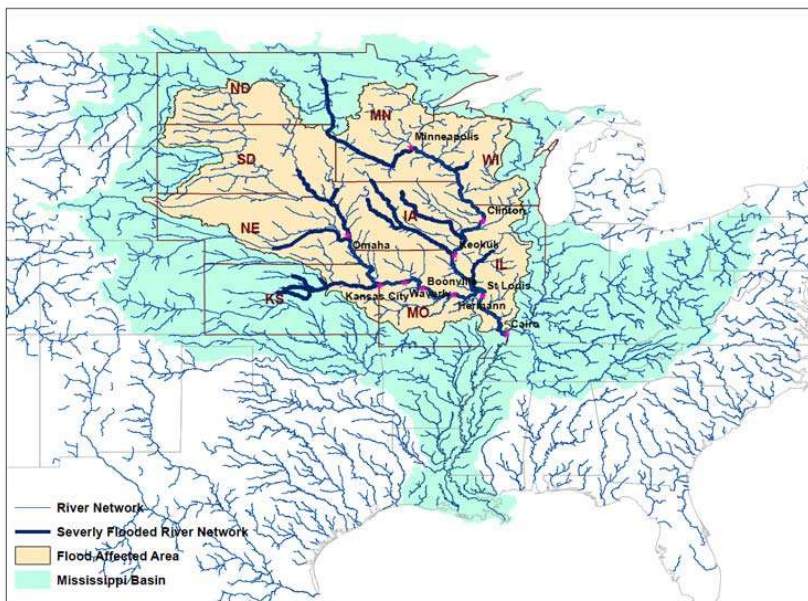 ND
MN
Minneapolis
SD
WI
Clinton
IA
NE
Omaha
Keokuk
IL
Boonville
St Louis
KS
Kansas City
Waverly
Hermann
MO
Cairo
River Network
Severly Flooded River Network
Flood Affected Area
Mississippi Basin